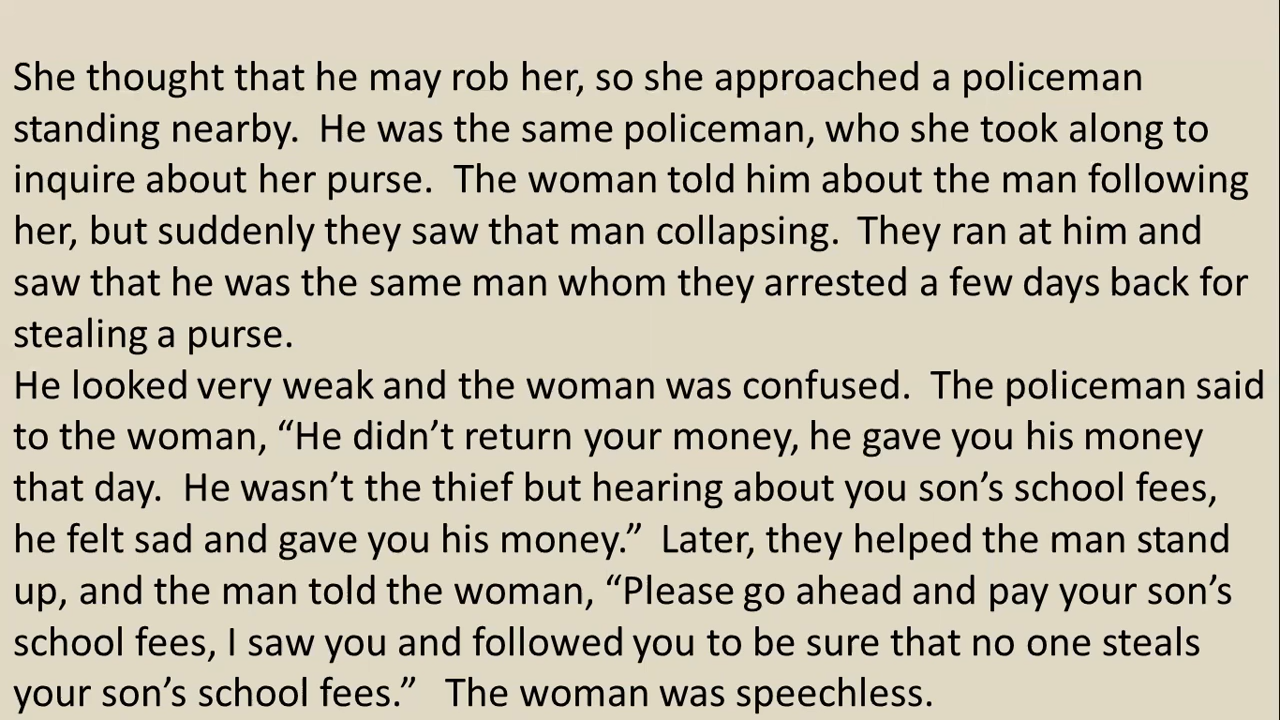 She thought that he may rob her, so she approached a policeman
standing nearby.  He was the same policeman, who she took along to
inquire about her purse.  The woman told him about the man following
her, but suddenly they saw that man collapsing.  They ran at him and
saw that he was the same man whom they arrested a few days back for
stealing a purse.
He looked very weak and the woman was confused.  The policeman said
to the woman, “He didn’t return your money, he gave you his money
that day.  He wasn’t the thief but hearing about you son’s school fees,
he felt sad and gave you his money.”  Later, they helped the man stand
up, and the man told the woman, “Please go ahead and pay your son’s
school fees, I saw you and followed you to be sure that no one steals
your son’s school fees.”   The woman was speechless.